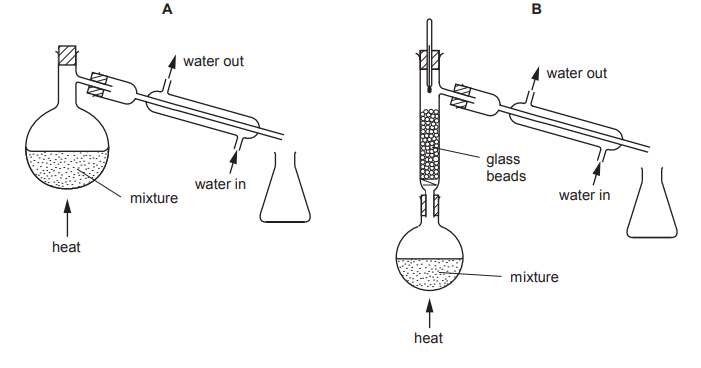 A
water out
water in
mixture
heat
B
water out
glass
beads
water in
mixture
heat